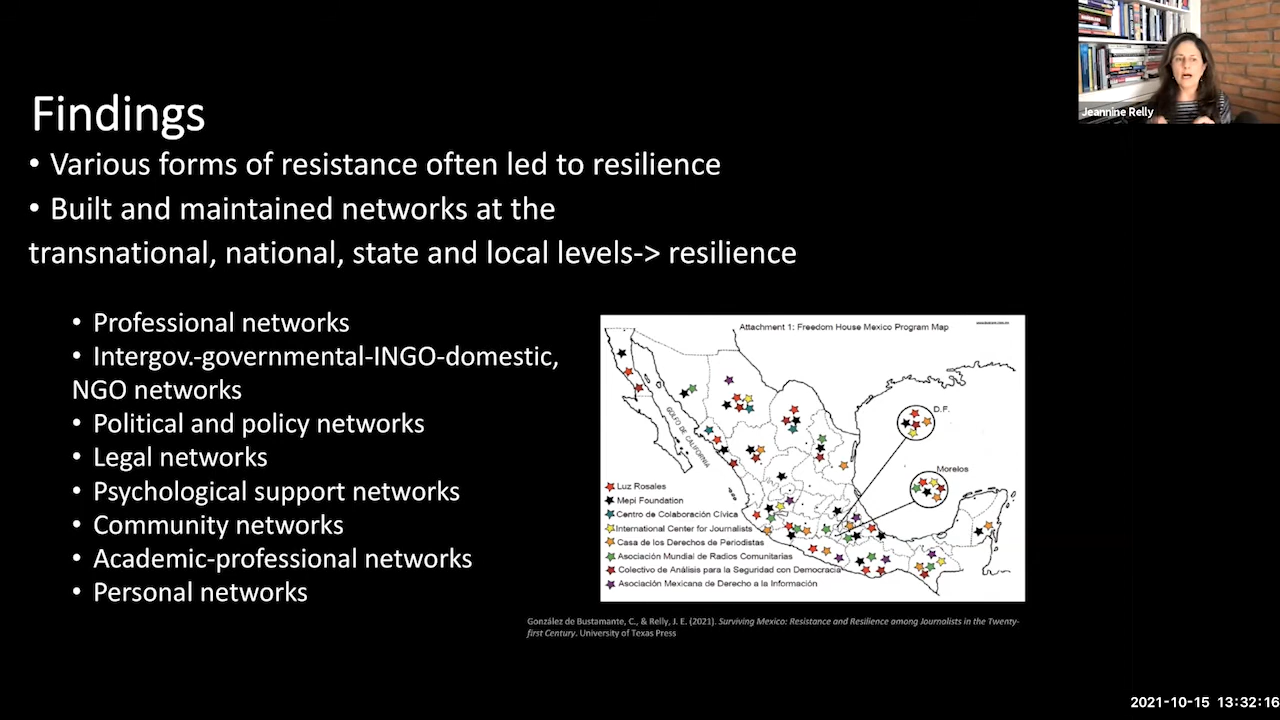 Jeannine Relly
Findings
• Various forms of resistance often led to resilience
• Built and maintained networks at the
transnational, national, state and local levels-> resilience
• Professional networks
• Intergov.-governmental-INGO-domestic,
NGO networks
• Political and policy networks
• Legal networks
• Psychological support networks
• Community networks
• Academic-professional networks
• Personal networks
Attachment 1: Freedom House Mexico Program Map
D.F.
GOLFO DE CALIFORNIA
Morelos
Luz Rosales
Mepi Foundation
Centro de Colaboración Cívica
International Center for Journalists
Casa de los Derechos de Periodistas
Asociación Mundial de Radios Comunitarias
Colectivo de Análisis para la Seguridad con Democracia
Asociación Mexicana de Derecho a la Información
González de Bustamante, C., & Relly, J. E. (2021). Surviving Mexico: Resistance and Resilience among Journalists in the Twenty-
first Century. University of Texas Press
2021-10-15 13:32:16